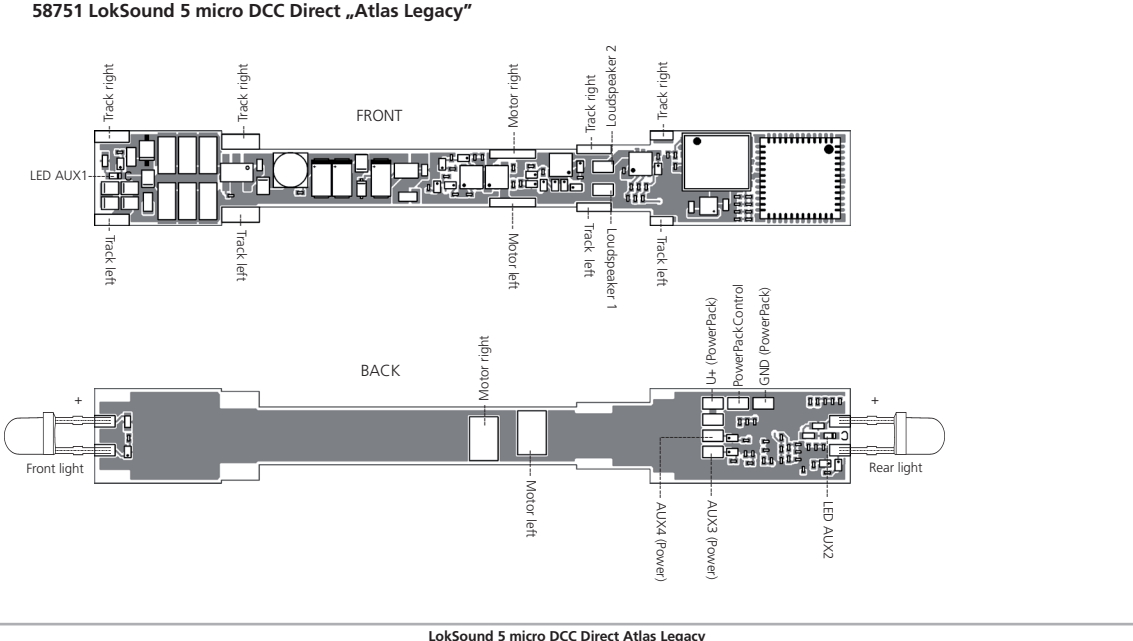 58751 LokSound 5 micro DCC Direct „Atlas Legacy”
Track right
Track right
FRONT
Motor right
Track right
Loudspeaker 2
Track right
LED AUX1
Track left
Track left
Motor left
Track left
Loudspeaker 1
Track left
BACK
Motor right
U+ (PowerPack)
PowerPackControl
GND (PowerPack)
+
+
Front light
Rear light
Motor left
AUX4 (Power)
AUX3 (Power)
LED AUX2
LokSound 5 micro DCC Direct Atlas Legacy